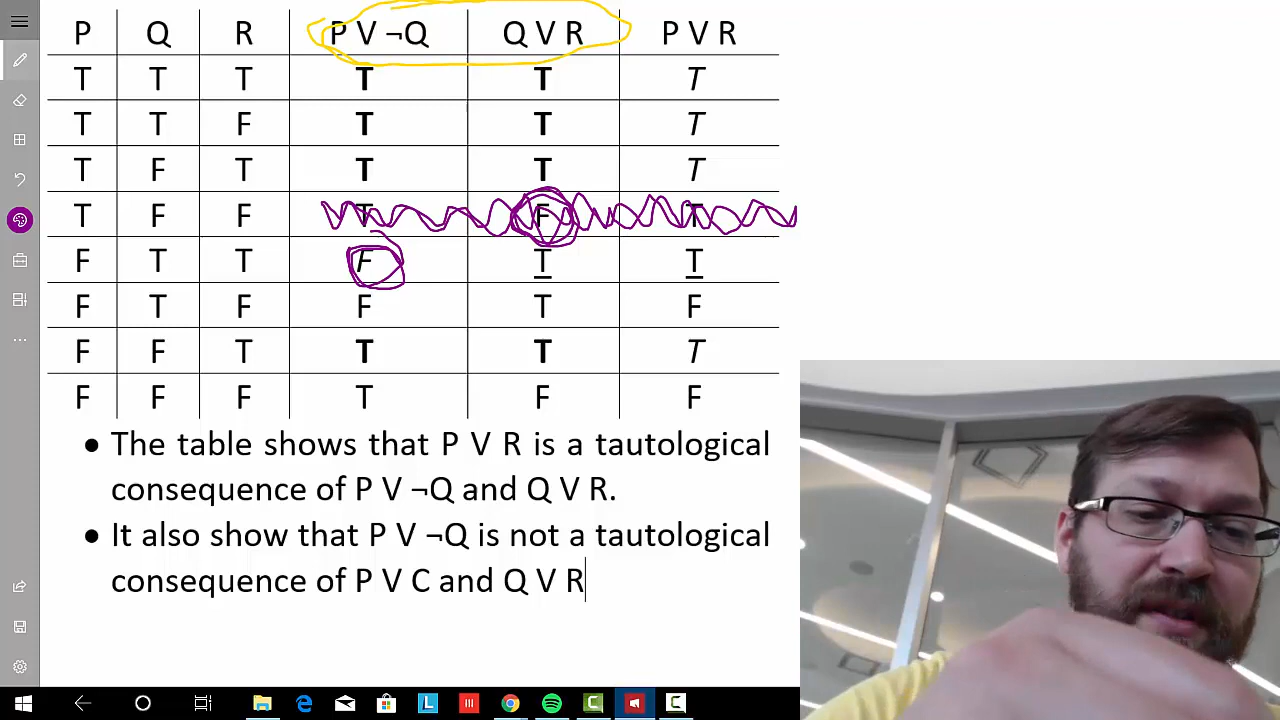 P Q R P V ¬Q Q V R P V R
T T T T T T
T T F T T T
T F T T T T
T F F T F T
F T T F T T
F T F F T F
F F T T T T
F F F T F F
• The table shows that P V R is a tautological
consequence of P V ¬Q and Q V R.
• It also show that P V ¬Q is not a tautological
consequence of P V C and Q V R